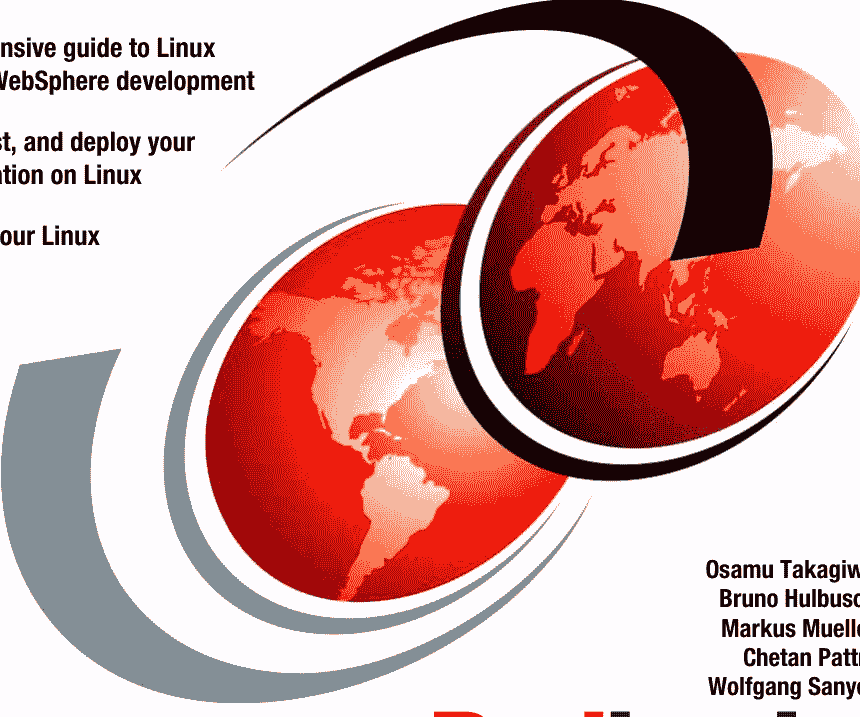 nsive guide to Linux
WebSphere development
st, and deploy your
ation on Linux
our Linux
Osamu Takagiw
Bruno Hulbusc
Markus Muelle
Chetan Pattr
Wolfgang Sanye